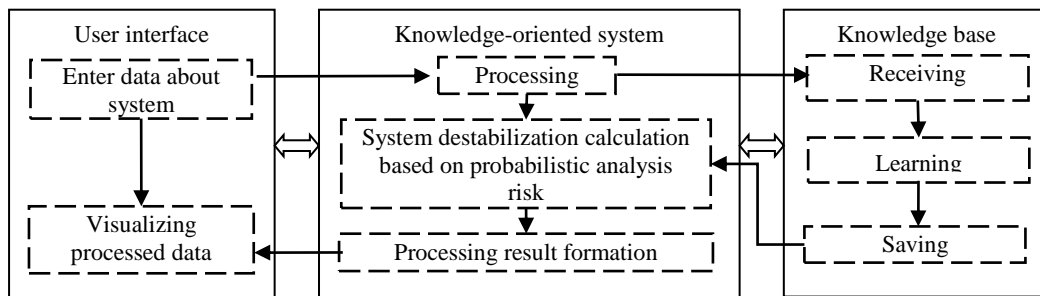 User interface
Enter data about
system
Visualizing
processed data
Knowledge-oriented system
Processing
System destabilization calculation
based on probabilistic analysis
risk
Processing result formation
Knowledge base
Receiving
Learning
Saving